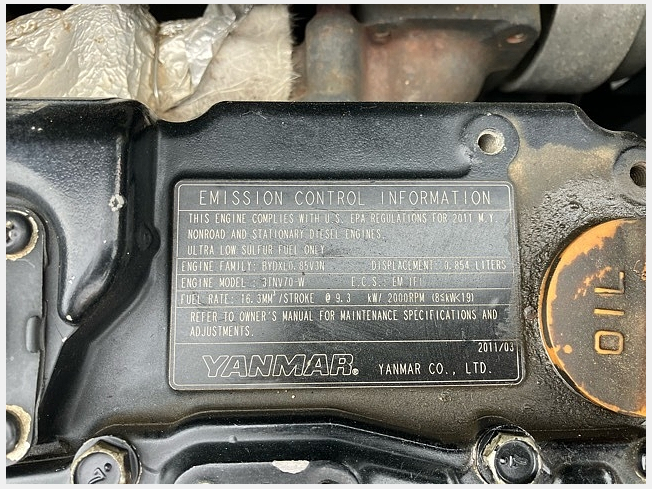 EMISSION CONTROL INFORMATION
THIS ENGINE COMPLIES WITH U.S. EPA REGULATIONS FOR 2011 M.Y.
NONROAD AND STATIONARY DIESEL ENGINES.
ULTRA LOW SULFUR FUEL ONLY
ENGINE FAMILY: BYDXL0.85V3N DISPLACEMENT: 0.854 LITERS
ENGINE MODEL: 3TNV70-W E.C.S.: EM IFI
FUEL RATE: 16.3MM³/STROKE @ 9.3 kW/ 2000RPM (8≤kW<19)
REFER TO OWNER'S MANUAL FOR MAINTENANCE SPECIFICATIONS AND
ADJUSTMENTS.
2011/03
YANMAR® YANMAR CO., LTD.
OIL